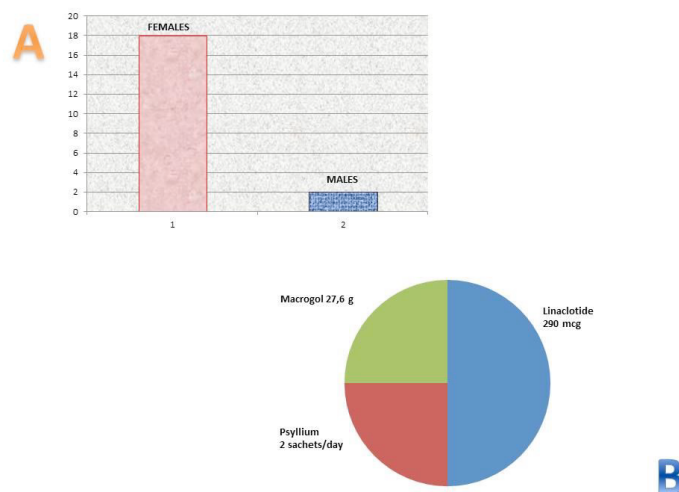 A
FEMALES
MALES
20
18
16
14
12
10
8
6
4
2
0
1
2
Macrogol 27,6 g
Linaclotide
290 mcg
Psyllium
2 sachets/day
B